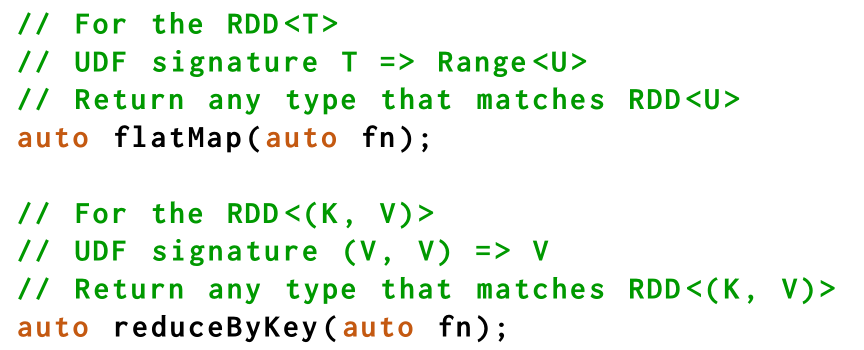 // For the RDD<T>
// UDF signature T => Range<U>
// Return any type that matches RDD<U>
auto flatMap(auto fn);
// For the RDD<(K, V)>
// UDF signature (V, V) => V
// Return any type that matches RDD<(K, V)>
auto reduceByKey(auto fn);